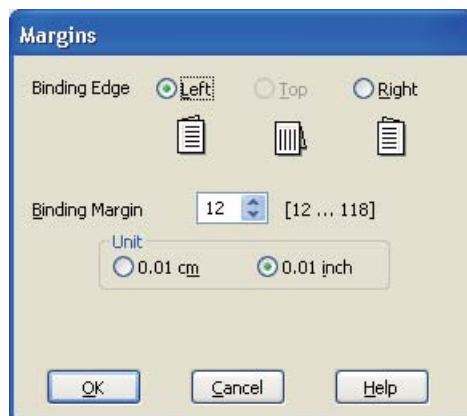 Margins
Binding Edge Left Top Right
Binding Margin 12 [12 ... 118]
Unit
0.01 cm 0.01 inch
OK Cancel Help